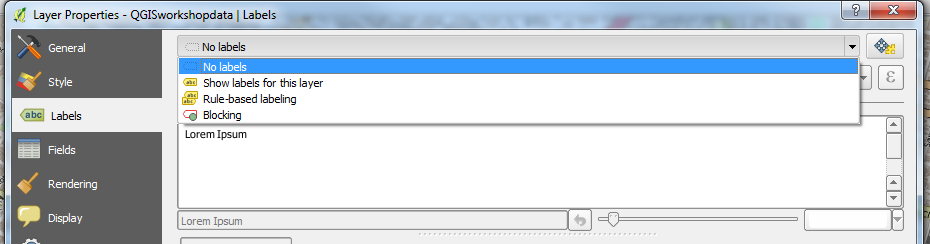 Layer Properties - QGISworkshopdata | Labels
?
General
No labels
No labels
Style
Show labels for this layer
ε
abc
Rule-based labeling
abc Labels
Blocking
Lorem Ipsum
Fields
Rendering
Display
Lorem Ipsum